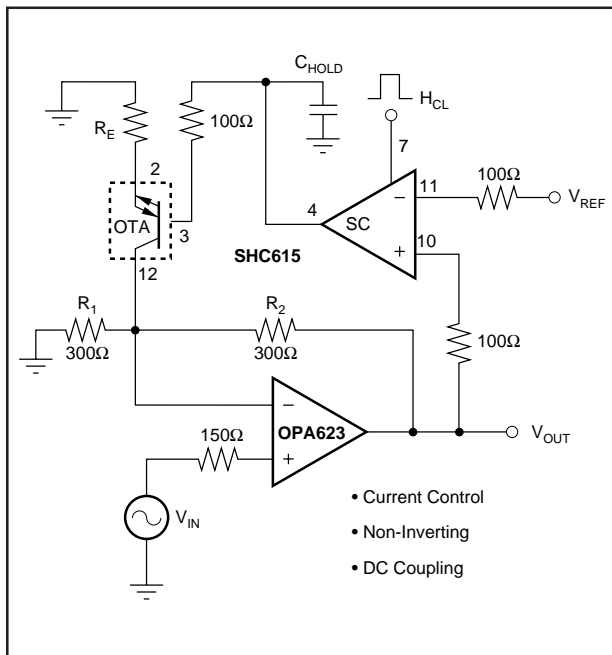 C_HOLD
H_CL
R_E
100Ω
7
2
11
100Ω
V_REF
OTA
3
4
−
SC
SHC615
+
10
12
R_1
R_2
300Ω
300Ω
100Ω
−
OPA623
V_OUT
150Ω
+
V_IN
• Current Control
• Non-Inverting
• DC Coupling